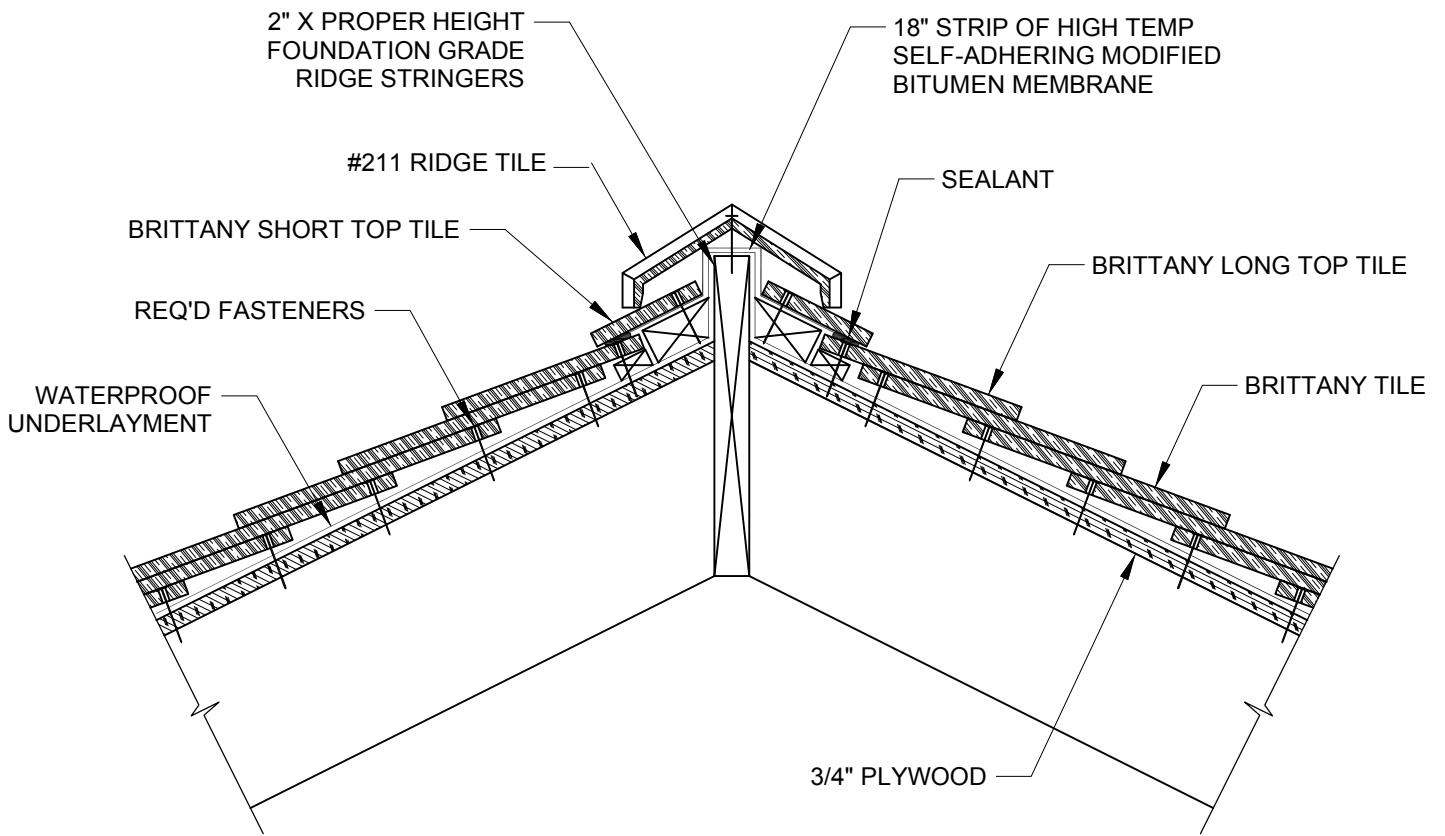 2" X PROPER HEIGHT
FOUNDATION GRADE
RIDGE STRINGERS
18" STRIP OF HIGH TEMP
SELF-ADHERING MODIFIED
BITUMEN MEMBRANE
#211 RIDGE TILE
SEALANT
BRITTANY SHORT TOP TILE
BRITTANY LONG TOP TILE
REQ'D FASTENERS
BRITTANY TILE
WATERPROOF
UNDERLAYMENT
3/4" PLYWOOD